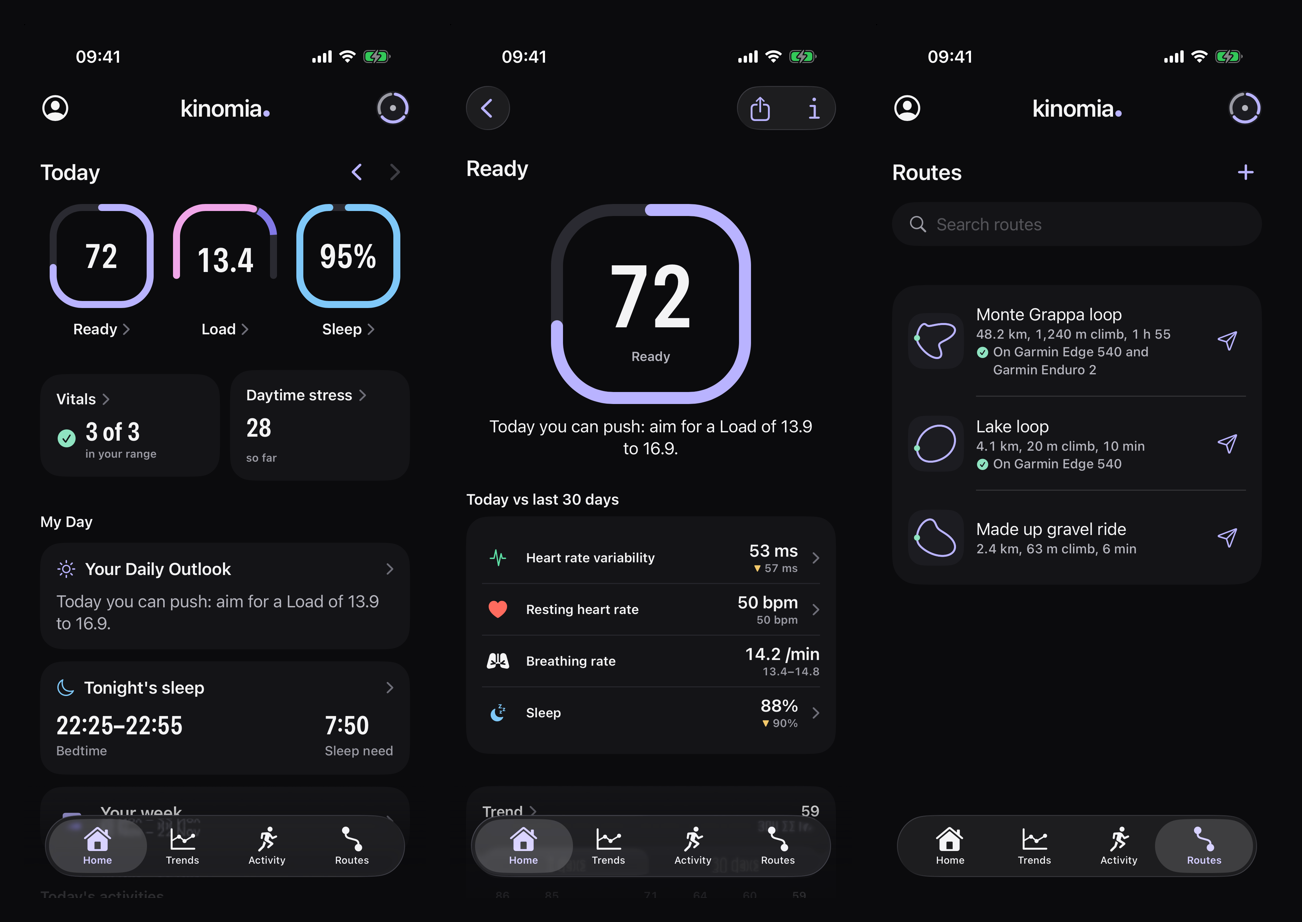 09:41
kinomia.
Today
72
13.4
95%
Ready
Load
Sleep
Vitals
3 of 3
in your range
Daytime stress
28
so far
My Day
Your Daily Outlook
Today you can push: aim for a Load of 13.9
to 16.9.
Tonight's sleep
22:25–22:55
7:50
Bedtime
Sleep need
Your week
Home
Trends
Activity
Routes
Today's activities
09:41
Ready
72
Ready
Today you can push: aim for a Load of 13.9
to 16.9.
Today vs last 30 days
Heart rate variability
53 ms
▼ 57 ms
Resting heart rate
50 bpm
50 bpm
Breathing rate
14.2 /min
13.4–14.8
Sleep
88%
▼ 90%
Trend
59
Home
Trends
Activity
Routes
86 85 71 64 60 59
09:41
kinomia.
Routes
Search routes
Monte Grappa loop
48.2 km, 1,240 m climb, 1 h 55
On Garmin Edge 540 and
Garmin Enduro 2
Lake loop
4.1 km, 20 m climb, 10 min
On Garmin Edge 540
Made up gravel ride
2.4 km, 63 m climb, 6 min
Home
Trends
Activity
Routes